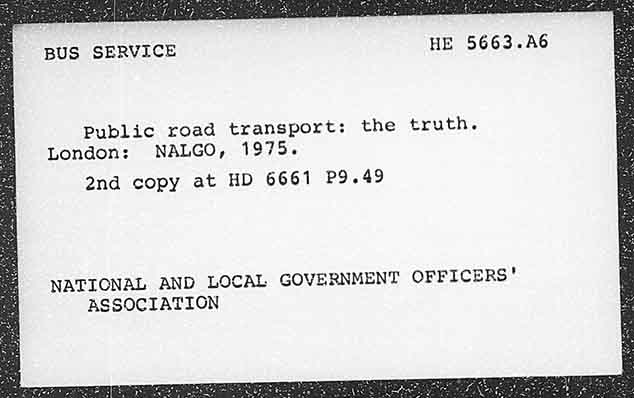 BUS SERVICE HE 5663.A6
Public road transport: the truth.
London: NALGO, 1975.
2nd copy at HD 6661 P9.49
NATIONAL AND LOCAL GOVERNMENT OFFICERS'
ASSOCIATION